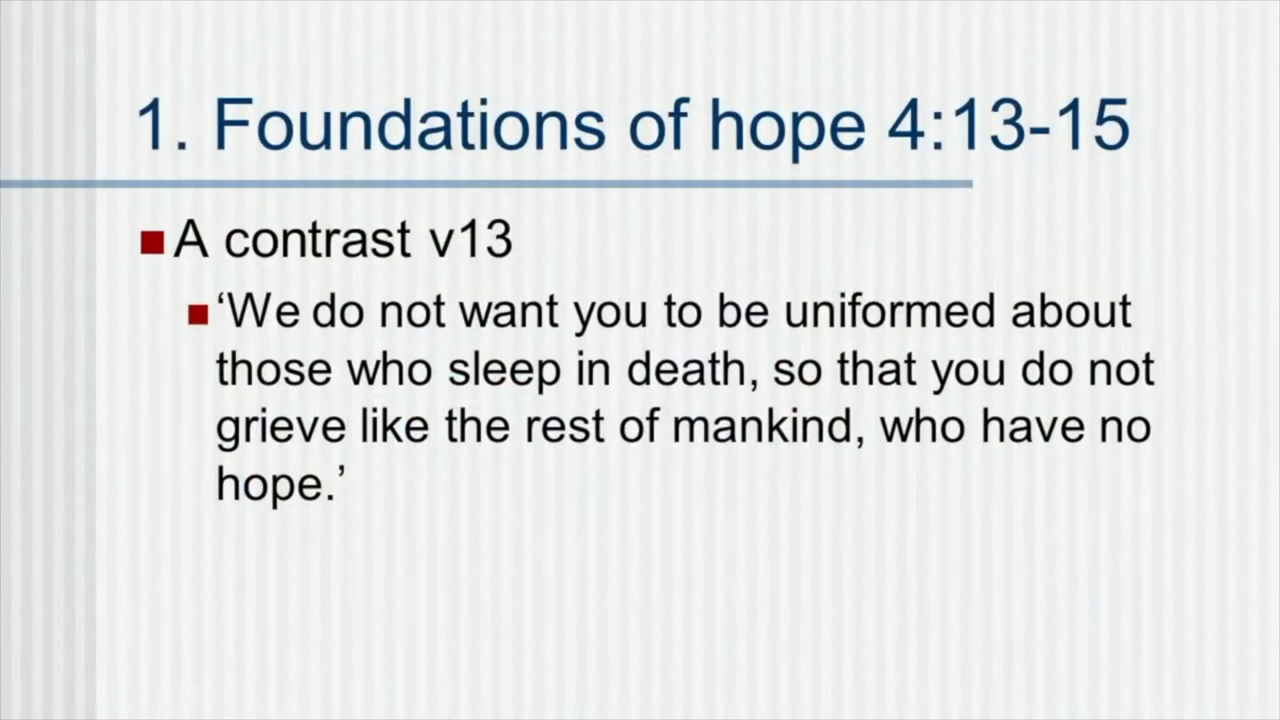 1. Foundations of hope 4:13-15
A contrast v13
‘We do not want you to be uniformed about
those who sleep in death, so that you do not
grieve like the rest of mankind, who have no
hope.’